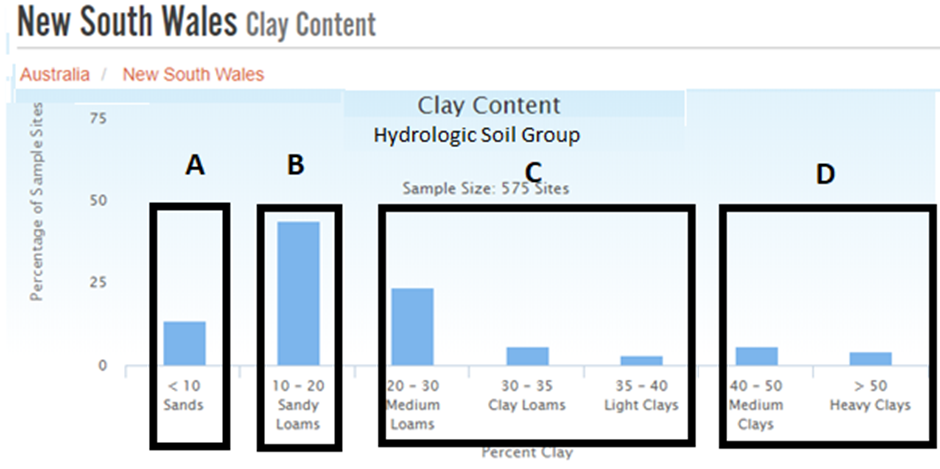 New South Wales Clay Content
Australia / New South Wales
Clay Content
Hydrologic Soil Group
A B C D
Sample Size: 575 Sites
Percentage of Sample Sites
75
50
25
0
< 10
Sands
10 - 20
Sandy
Loams
20 - 30
Medium
Loams
30 - 35
Clay Loams
35 - 40
Light Clays
40 - 50
Medium
Clays
> 50
Heavy Clays
Percent Clay